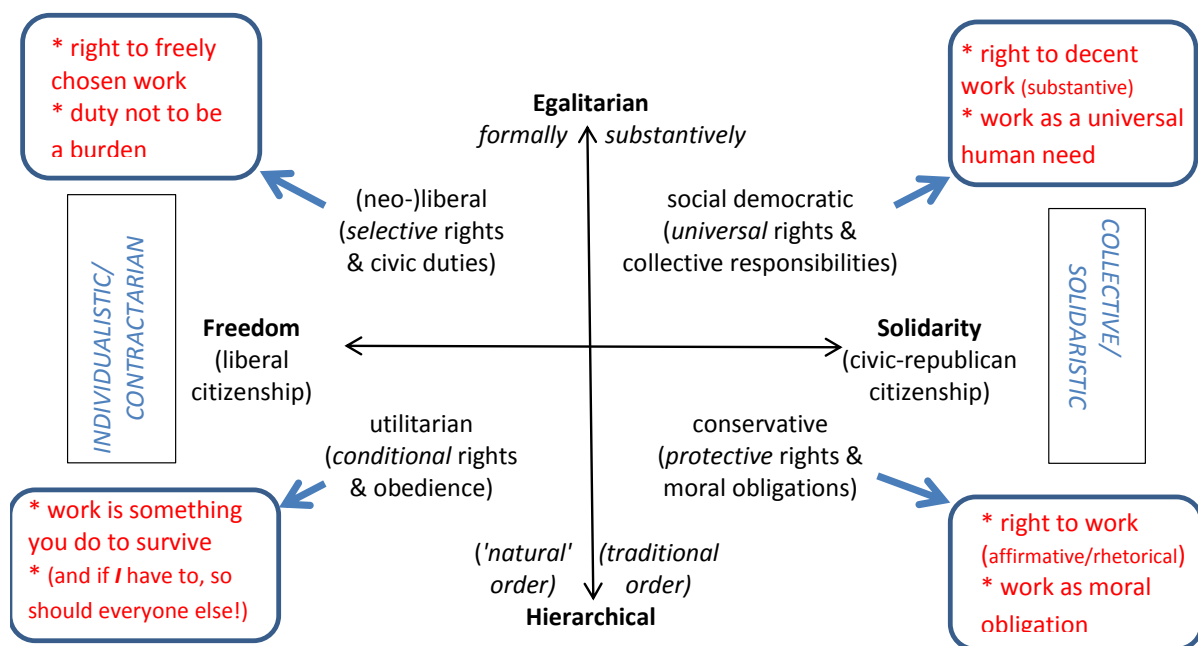 * right to freely
chosen work
* duty not to be
a burden
* right to decent
work (substantive)
* work as a universal
human need
Egalitarian
formally substantively
(neo-)liberal
(selective rights
& civic duties)
social democratic
(universal rights &
collective responsibilities)
INDIVIDUALISTIC/
CONTRACTARIAN
COLLECTIVE/
SOLIDARISTIC
Freedom
(liberal
citizenship)
Solidarity
(civic-republican
citizenship)
utilitarian
(conditional rights
& obedience)
conservative
(protective rights &
moral obligations)
* work is something
you do to survive
* (and if I have to, so
should everyone else!)
('natural'
order)
(traditional
order)
Hierarchical
* right to work
(affirmative/rhetorical)
* work as moral
obligation